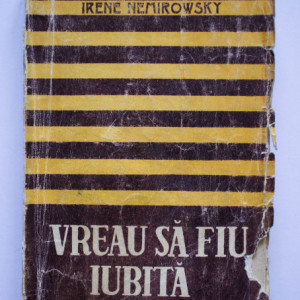 IRENE NEMIROWSKY
VREAU SĂ FIU
IUBITĂ